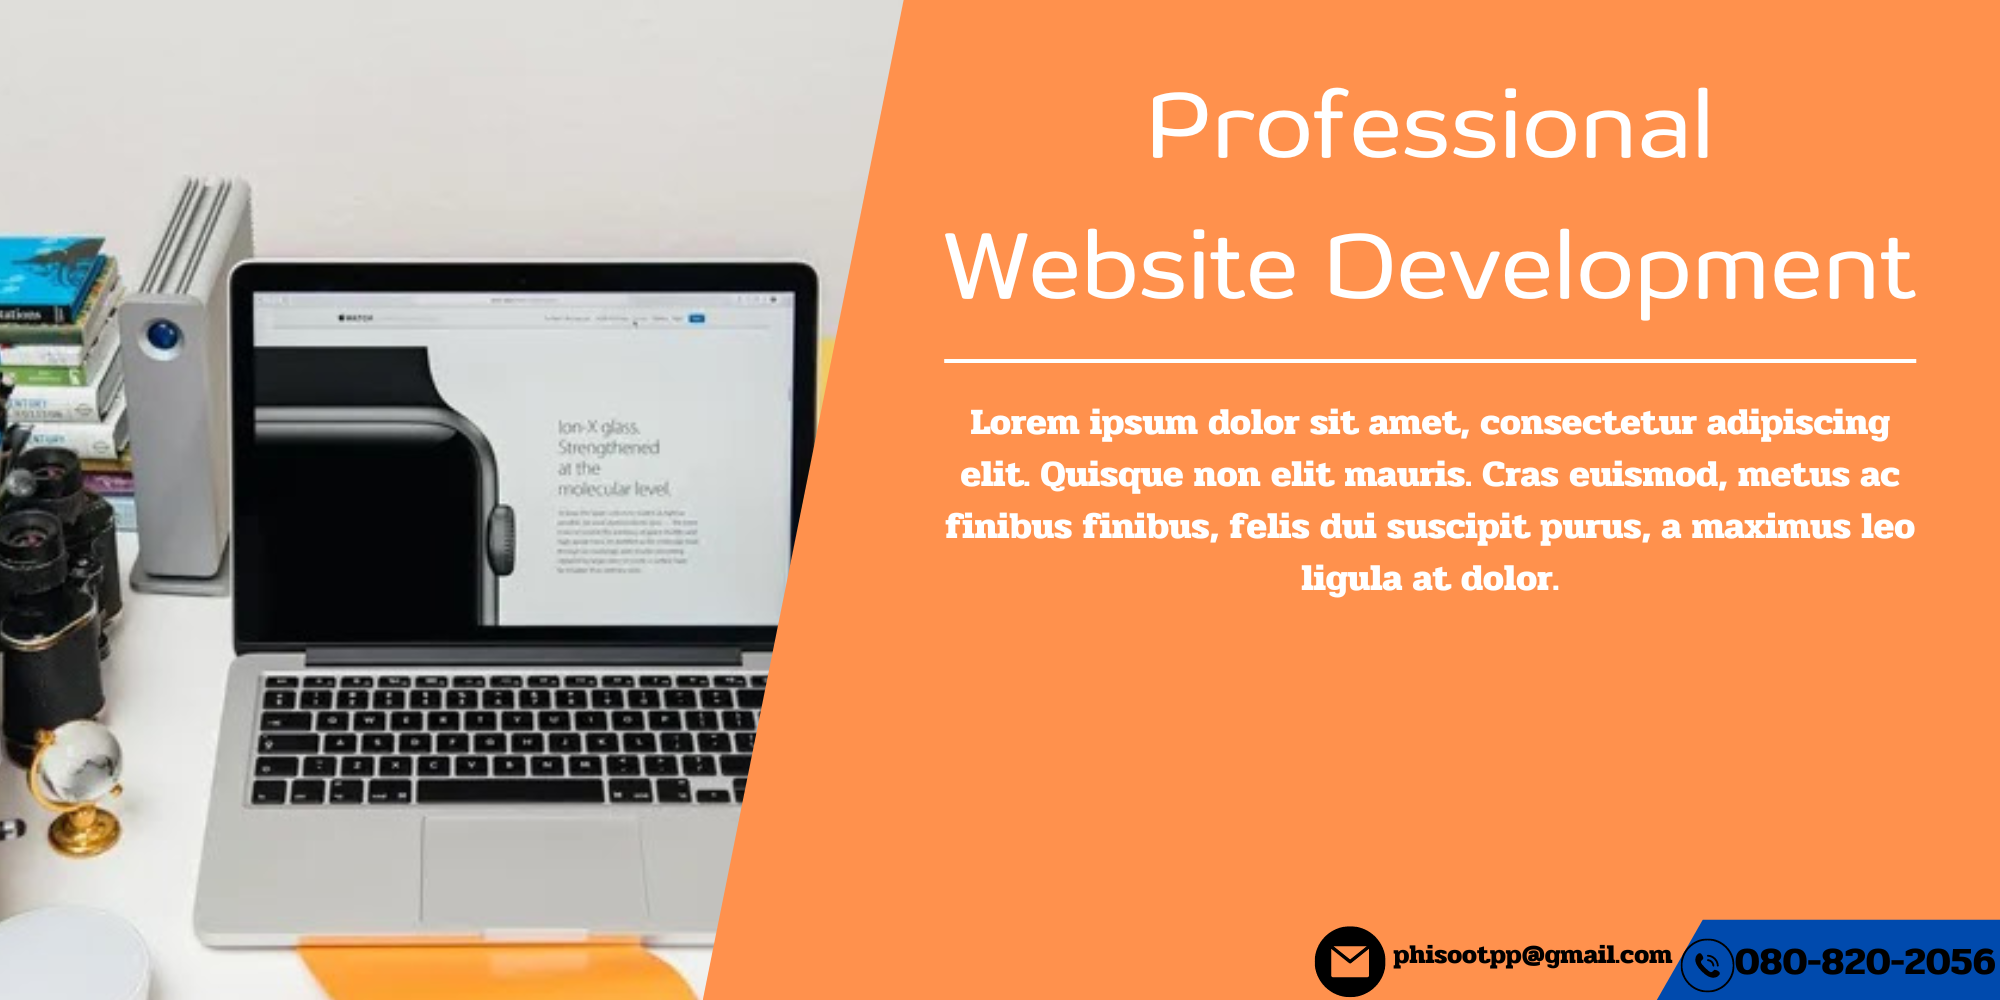 Professional
Website Development
Lorem ipsum dolor sit amet, consectetur adipiscing
elit. Quisque non elit mauris. Cras euismod, metus ac
finibus finibus, felis dui suscipit purus, a maximus leo
ligula at dolor.
WATCH
Ion-X glass.
Strengthened
at the
molecular level.
phisoot.pp@gmail.com
080-820-2056